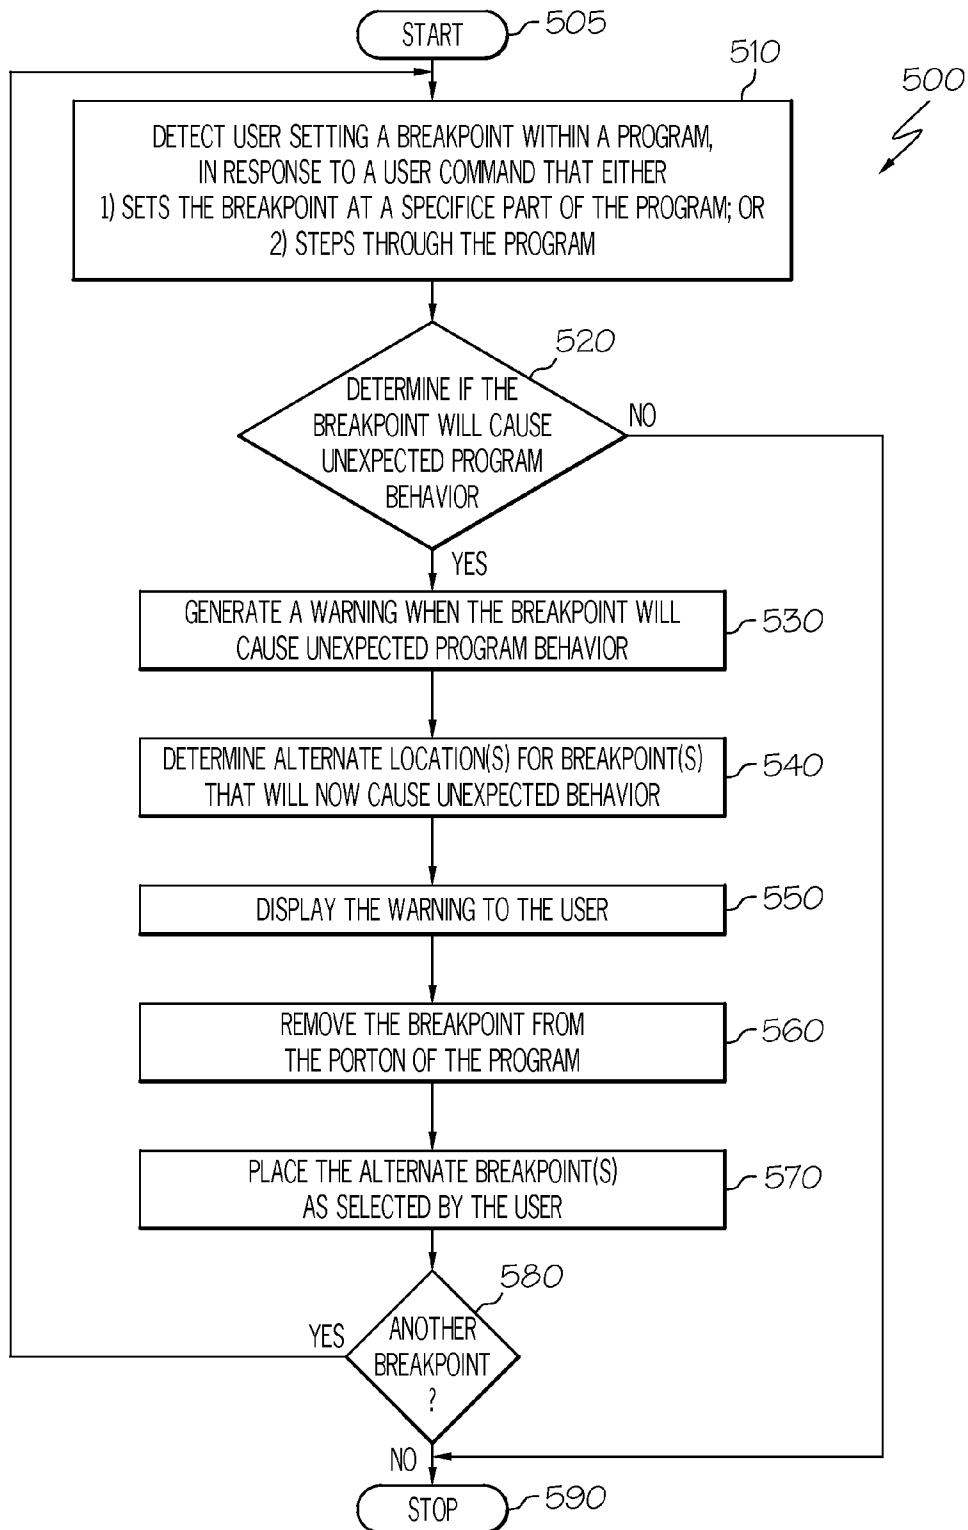 START
505
510
500
DETECT USER SETTING A BREAKPOINT WITHIN A PROGRAM,
IN RESPONSE TO A USER COMMAND THAT EITHER
1) SETS THE BREAKPOINT AT A SPECIFICE PART OF THE PROGRAM; OR
2) STEPS THROUGH THE PROGRAM
520
DETERMINE IF THE
BREAKPOINT WILL CAUSE
UNEXPECTED PROGRAM
BEHAVIOR
NO
YES
GENERATE A WARNING WHEN THE BREAKPOINT WILL
CAUSE UNEXPECTED PROGRAM BEHAVIOR
530
DETERMINE ALTERNATE LOCATION(S) FOR BREAKPOINT(S)
THAT WILL NOW CAUSE UNEXPECTED BEHAVIOR
540
DISPLAY THE WARNING TO THE USER
550
REMOVE THE BREAKPOINT FROM
THE PORTON OF THE PROGRAM
560
PLACE THE ALTERNATE BREAKPOINT(S)
AS SELECTED BY THE USER
570
580
YES
ANOTHER
BREAKPOINT
?
NO
STOP
590